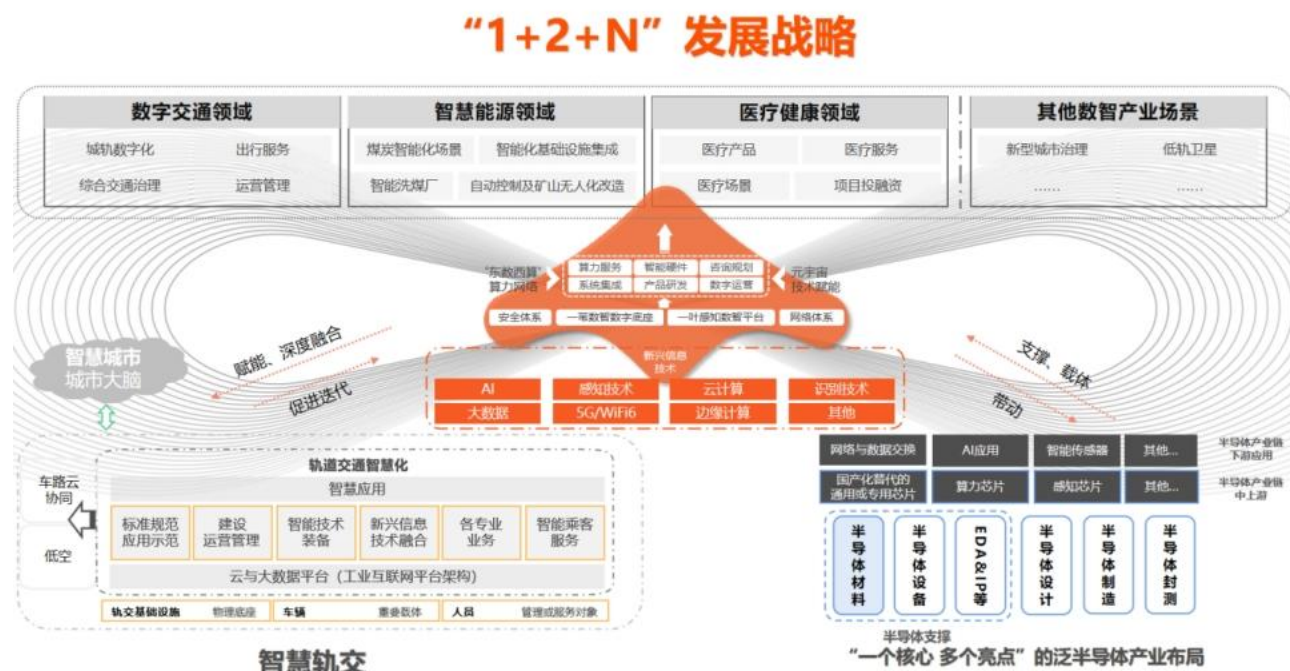 “1+2+N” 发展战略
数字交通领域
智慧能源领域
医疗健康领域
其他数智产业场景
城轨数字化
出行服务
煤炭智能化场景
智能化基础设施集成
医疗产品
医疗服务
新型城市治理
低轨卫星
综合交通治理
运营管理
智能洗煤厂
自动控制及矿山无人化改造
医疗场景
项目投融资
......
......
“东数西算”
算力网络
算力服务
智能硬件
咨询规划
系统集成
产品研发
数字运营
元宇宙
技术赋能
安全体系
一苇数智数字底座
一叶感知数智平台
网络体系
新兴信息
技术
AI
感知技术
云计算
识别技术
大数据
5G/WiFi6
边缘计算
其他
赋能、深度融合
促进迭代
支撑、载体
带动
智慧城市
城市大脑
车路云
协同
低空
轨道交通智慧化
智慧应用
标准规范
应用示范
建设
运营管理
智能技术
装备
新兴信息
技术融合
各专业
业务
智能乘客
服务
云与大数据平台（工业互联网平台架构）
轨交基础设施
物理底座
车辆
重要载体
人员
管理或服务对象
智慧轨交
网络与数据交换
AI应用
智能传感器
其他...
半导体产业链
下游应用
国产化替代的
通用或专用芯片
算力芯片
感知芯片
其他...
半导体产业链
中上游
半导体材料
半导体设备
EDA&IP等
半导体设计
半导体制造
半导体封测
半导体支撑
“一个核心 多个亮点”的泛半导体产业布局